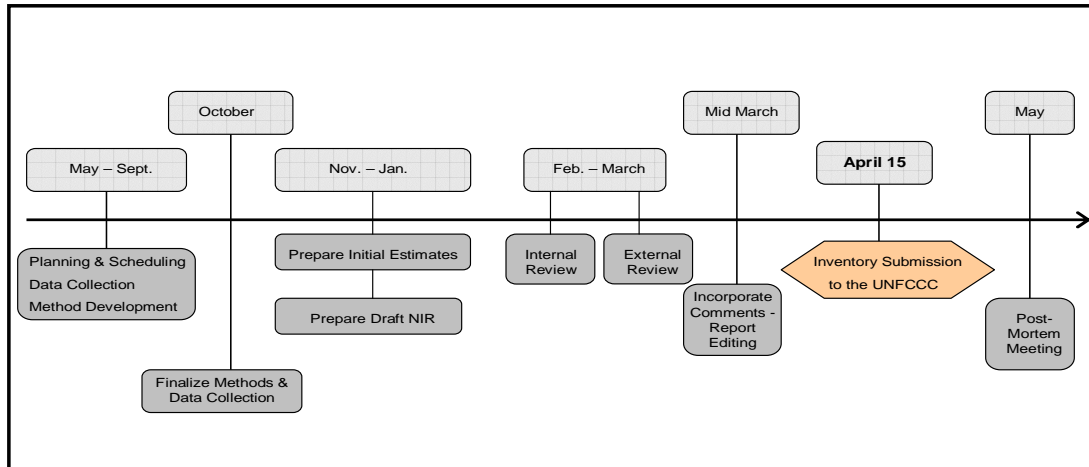 May – Sept.
Planning & Scheduling
Data Collection
Method Development
October
Finalize Methods &
Data Collection
Nov. – Jan.
Prepare Initial Estimates
Prepare Draft NIR
Feb. – March
Internal
Review
External
Review
Mid March
Incorporate
Comments -
Report
Editing
April 15
Inventory Submission
to the UNFCCC
May
Post-
Mortem
Meeting